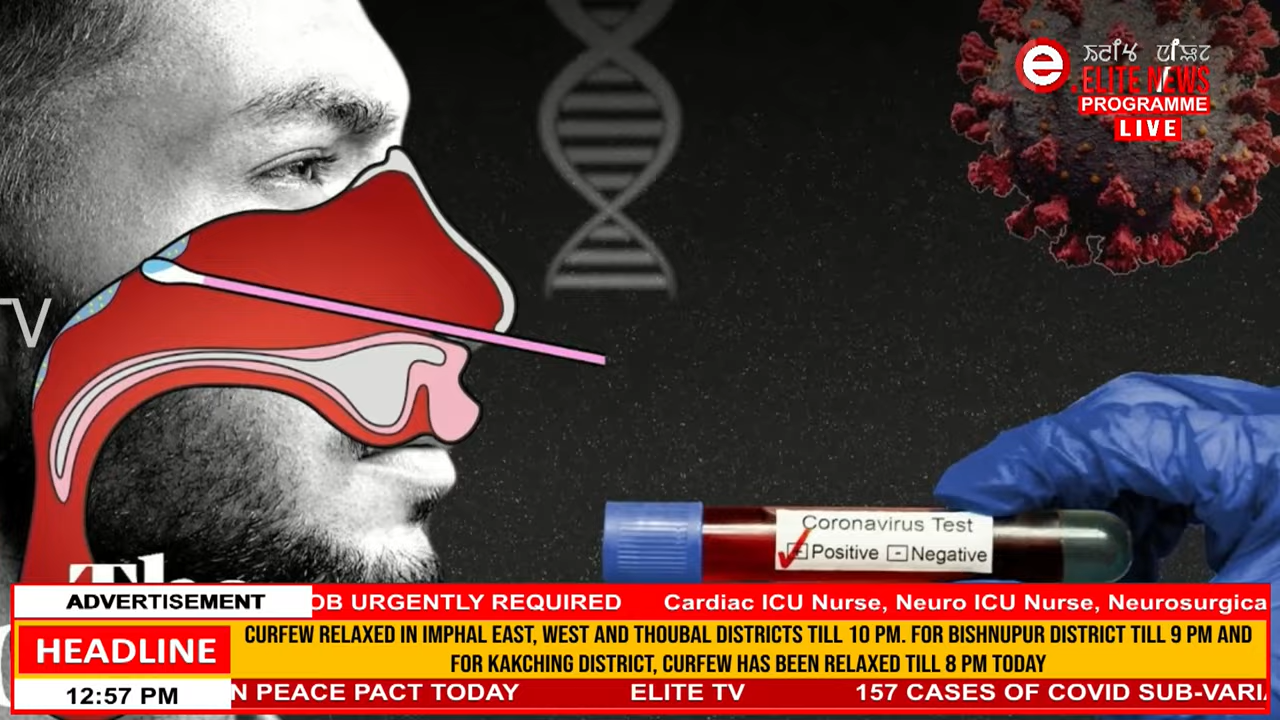 TV
e
ꯑꯦꯂꯤꯠ ꯇꯤꯚꯤ
ELITE NEWS
PROGRAMME
LIVE
Coronavirus Test
+ Positive - Negative
The
ADVERTISEMENT
OB URGENTLY REQUIRED Cardiac ICU Nurse, Neuro ICU Nurse, Neurosurgica
HEADLINE
CURFEW RELAXED IN IMPHAL EAST, WEST AND THOUBAL DISTRICTS TILL 10 PM. FOR BISHNUPUR DISTRICT TILL 9 PM AND
FOR KAKCHING DISTRICT, CURFEW HAS BEEN RELAXED TILL 8 PM TODAY
12:57 PM
N PEACE PACT TODAY ELITE TV 157 CASES OF COVID SUB-VARI